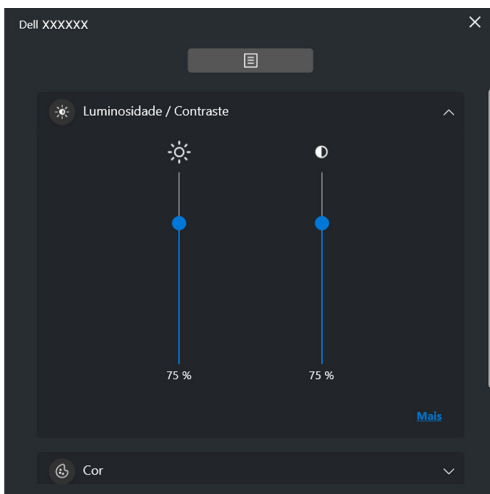 Dell XXXXXX
Luminosidade / Contraste
75 %
75 %
Mais
Cor